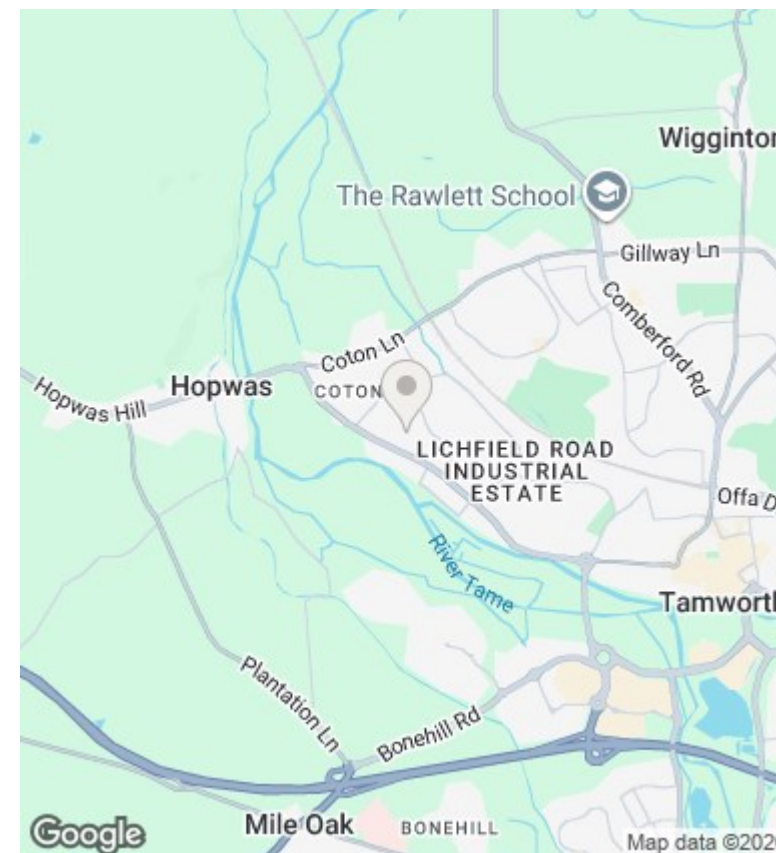 Wigginton
The Rawlett School
Gillway Ln
Comberford Rd
Coton Ln
Hopwas
COTON
Hopwas Hill
LICHFIELD ROAD
INDUSTRIAL
ESTATE
Offa D
River Tame
Tamworth
Plantation Ln
Bonehill Rd
Google
Mile Oak
BONEHILL
Map data ©202